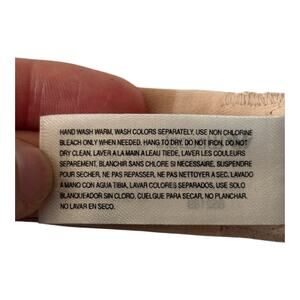 HAND WASH WARM, WASH COLORS SEPARATELY, USE NON CHLORINE
BLEACH ONLY WHEN NEEDED, HANG TO DRY, DO NOT IRON, DO NOT
DRY CLEAN, LAVER A LA MAIN A LEAU TIEDE, LAVER LES COULEURS
SEPAREMENT, BLANCHIR SANS CHLORE SI NECESSAIRE, SUSPENDRE
POUR SECHER, NE PAS REPASSER, NE PAS NETTOYER A SEC, LAVADO
A MANO CON AGUA TIBIA, LAVAR COLORES SEPARADOS, USE SOLO
BLANQUEADOR SIN CLORO, CUELGUE PARA SECAR, NO PLANCHAR,
NO LAVAR EN SECO.